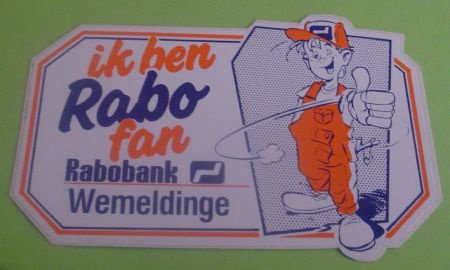 ik ben
Rabo
fan
Rabobank
Wemeldinge